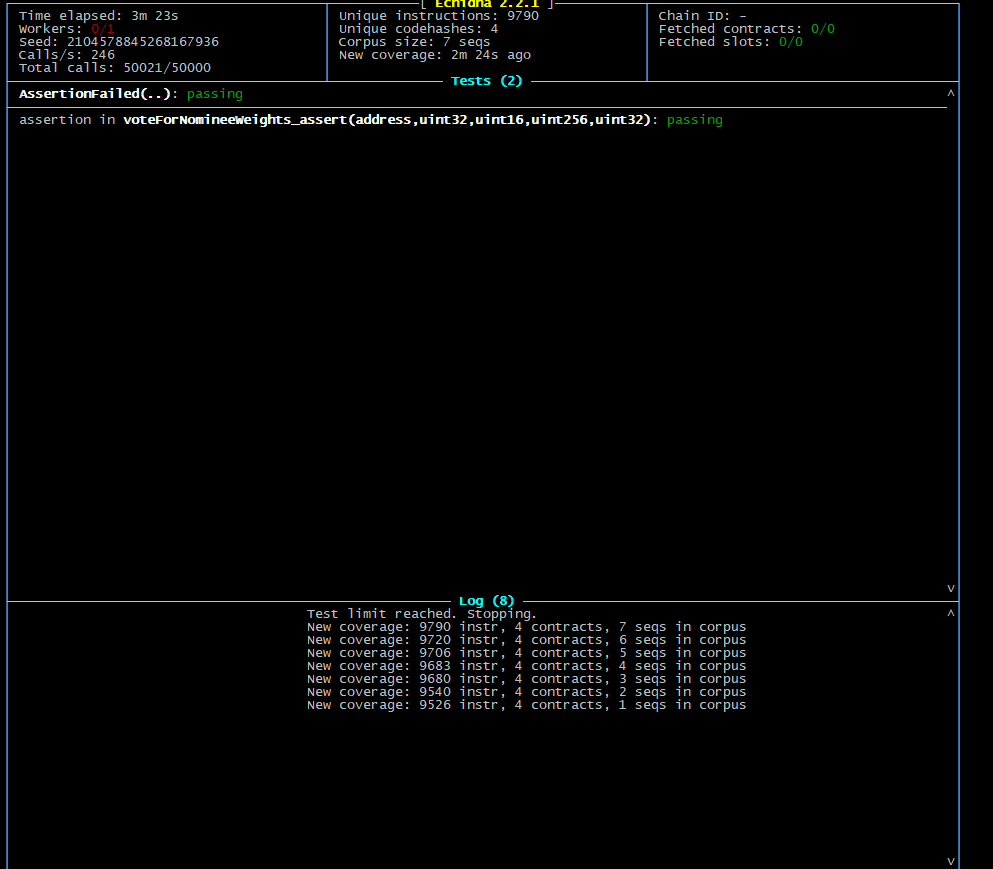 [ Echidna 2.2.1 ]
Time elapsed: 3m 23s
Workers: 0/1
Seed: 2104578845268167936
Calls/s: 246
Total calls: 50021/50000
Unique instructions: 9790
Unique codehashes: 4
Corpus size: 7 seqs
New coverage: 2m 24s ago
Chain ID: -
Fetched contracts: 0/0
Fetched slots: 0/0
Tests (2)
AssertionFailed(..): passing
^
assertion in voteForNomineeWeights_assert(address,uint32,uint16,uint256,uint32): passing
v
Log (8)
Test limit reached. Stopping.
^
New coverage: 9790 instr, 4 contracts, 7 seqs in corpus
New coverage: 9720 instr, 4 contracts, 6 seqs in corpus
New coverage: 9706 instr, 4 contracts, 5 seqs in corpus
New coverage: 9683 instr, 4 contracts, 4 seqs in corpus
New coverage: 9680 instr, 4 contracts, 3 seqs in corpus
New coverage: 9540 instr, 4 contracts, 2 seqs in corpus
New coverage: 9526 instr, 4 contracts, 1 seqs in corpus
v